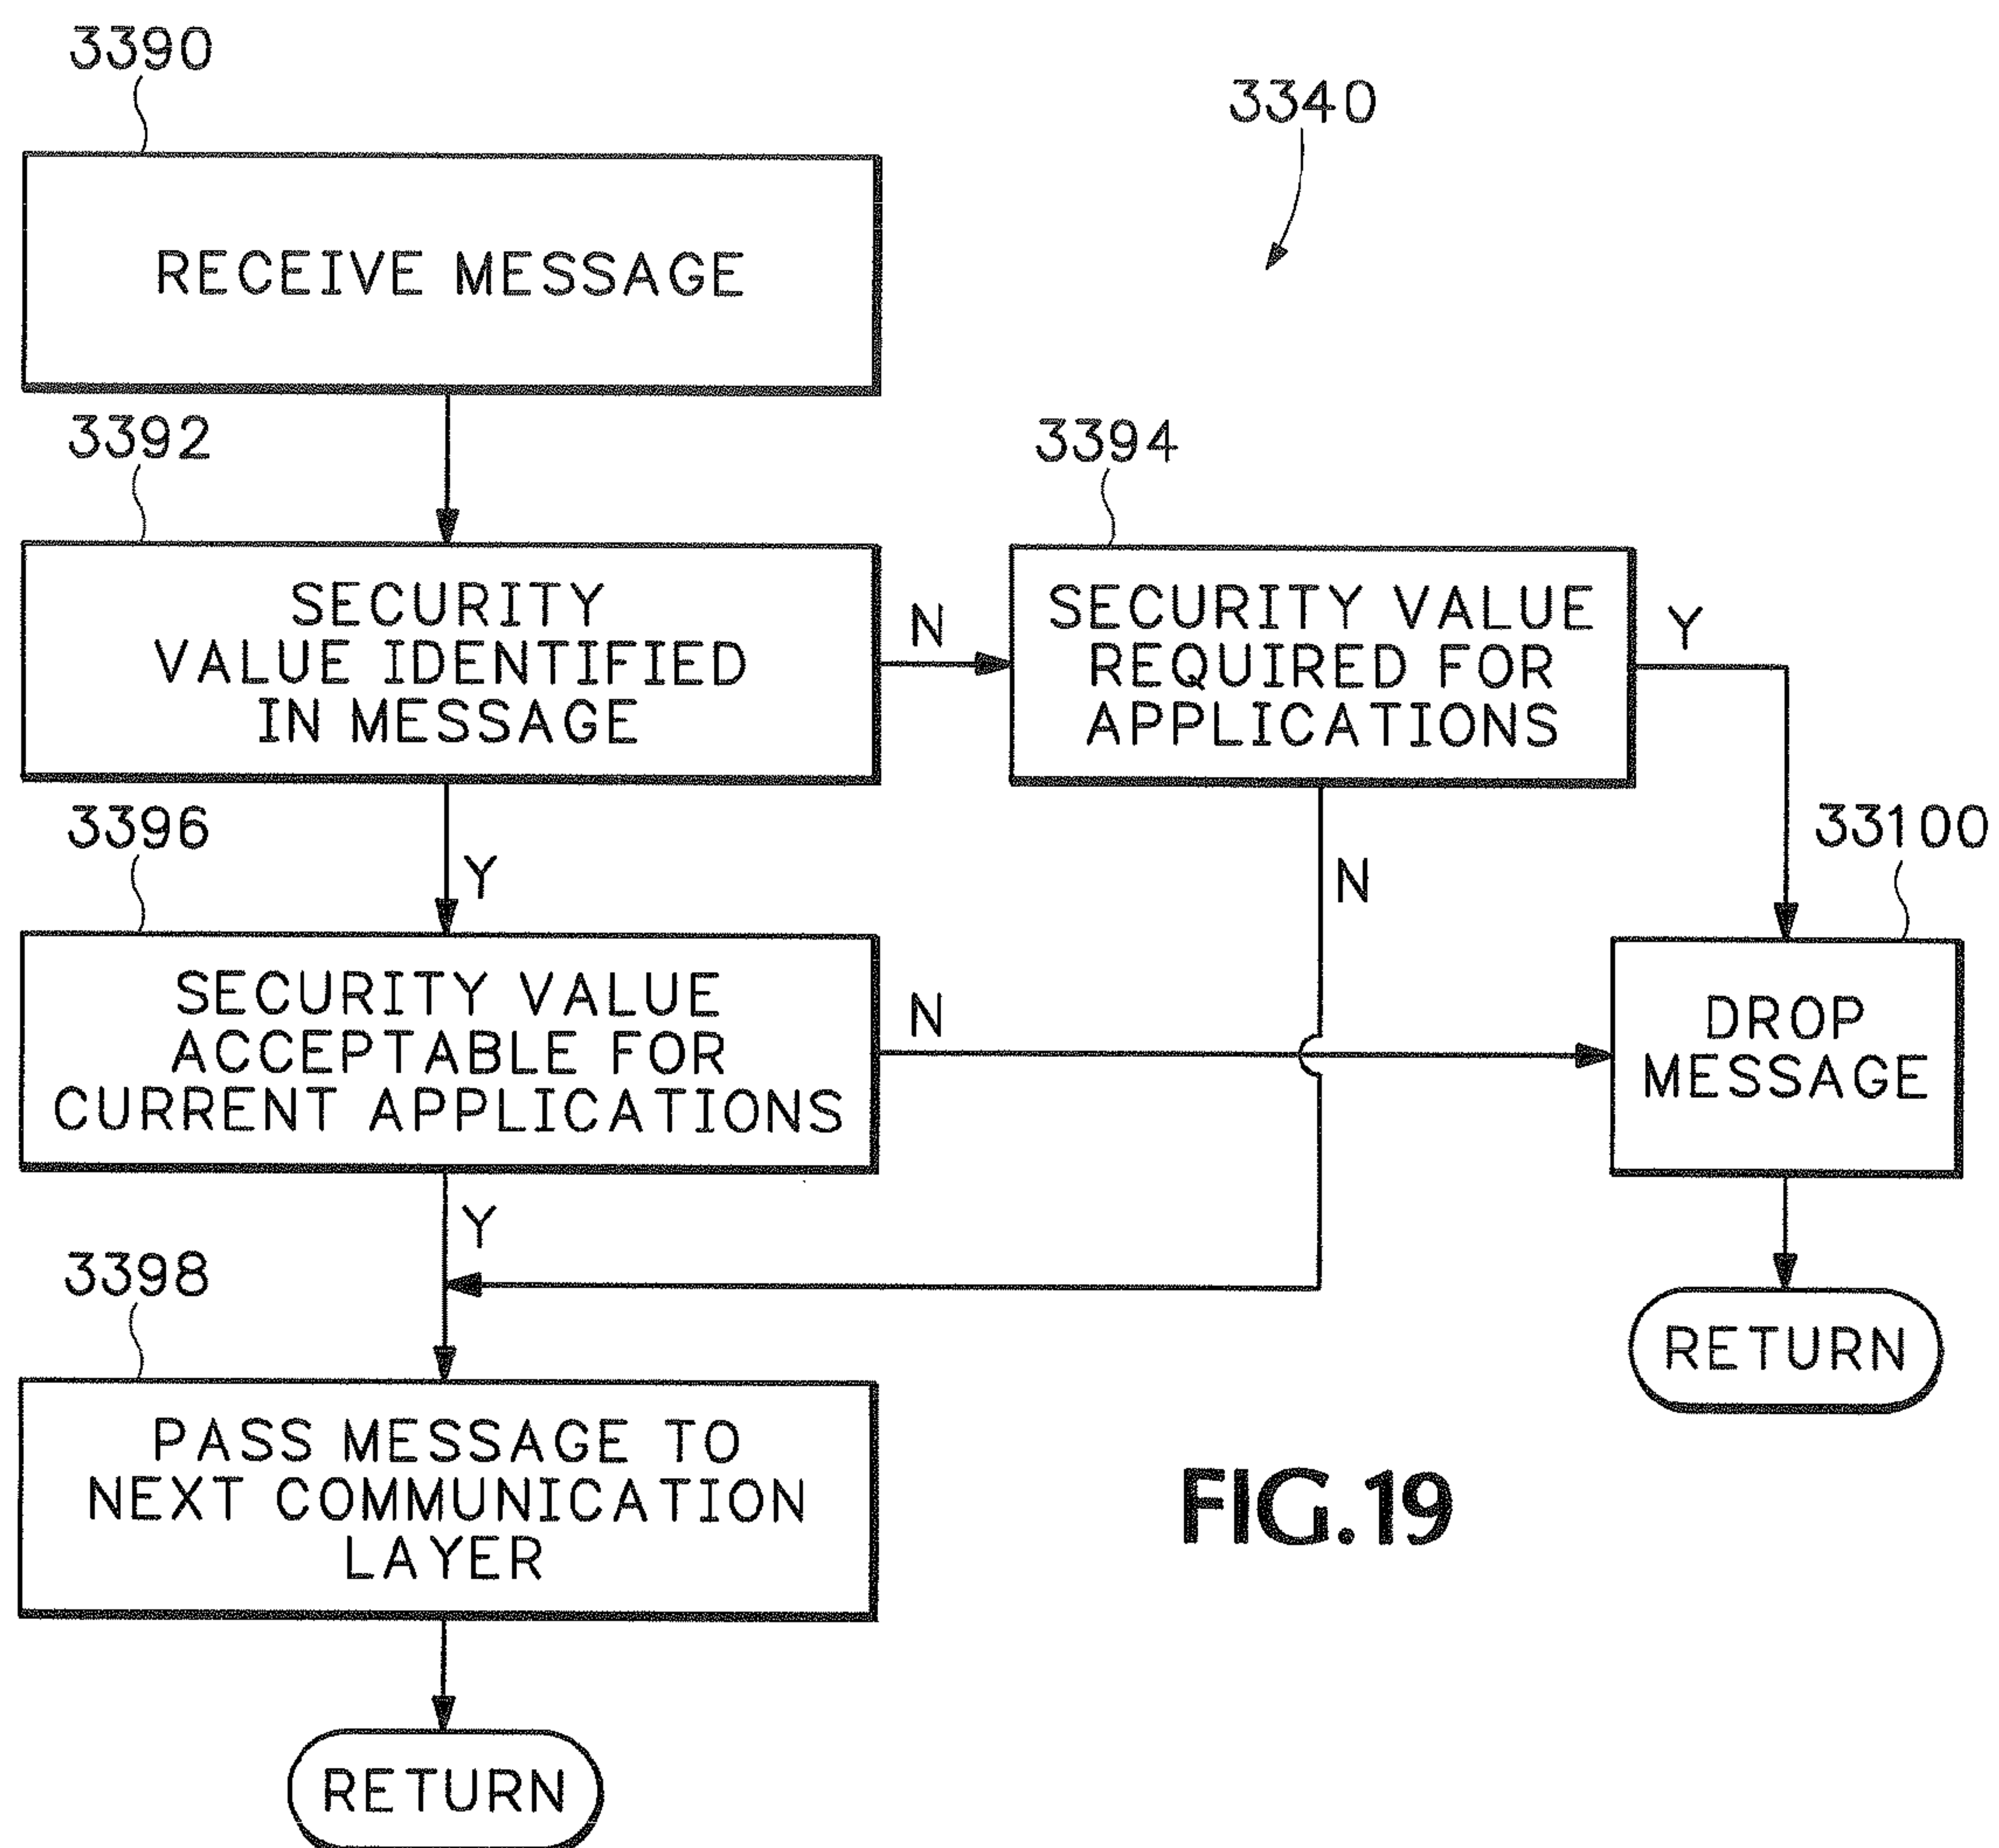 3390
3340
RECEIVE MESSAGE
3392
3394
SECURITY
VALUE IDENTIFIED
IN MESSAGE
N
SECURITY VALUE
REQUIRED FOR
APPLICATIONS
Y
3396
Y
N
33100
SECURITY VALUE
ACCEPTABLE FOR
CURRENT APPLICATIONS
N
DROP
MESSAGE
Y
3398
RETURN
PASS MESSAGE TO
NEXT COMMUNICATION
LAYER
FIG.19
RETURN